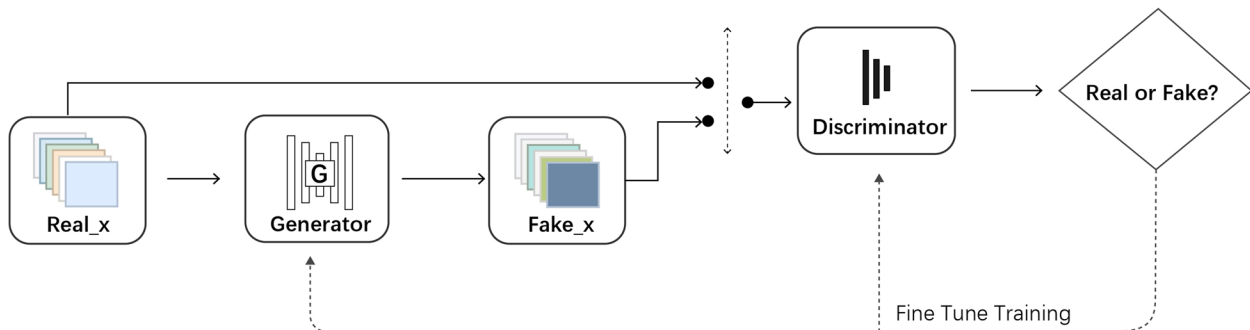 Real_x
G
Generator
Fake_x
Discriminator
Real or Fake?
Fine Tune Training